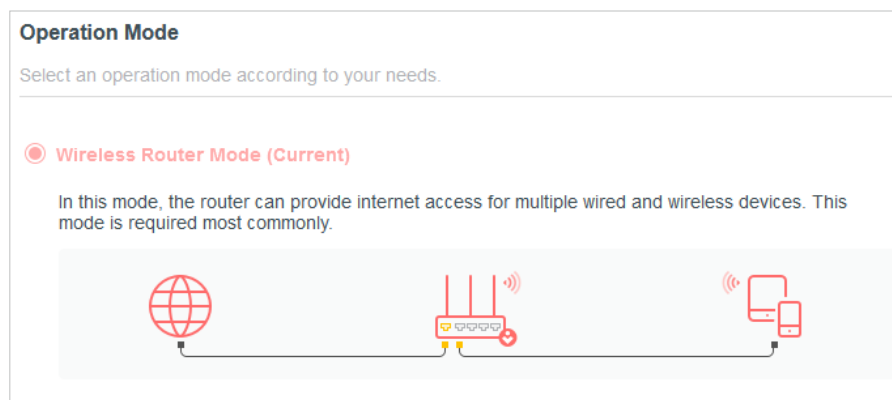 Operation Mode
Select an operation mode according to your needs.
Wireless Router Mode (Current)
In this mode, the router can provide internet access for multiple wired and wireless devices. This
mode is required most commonly.